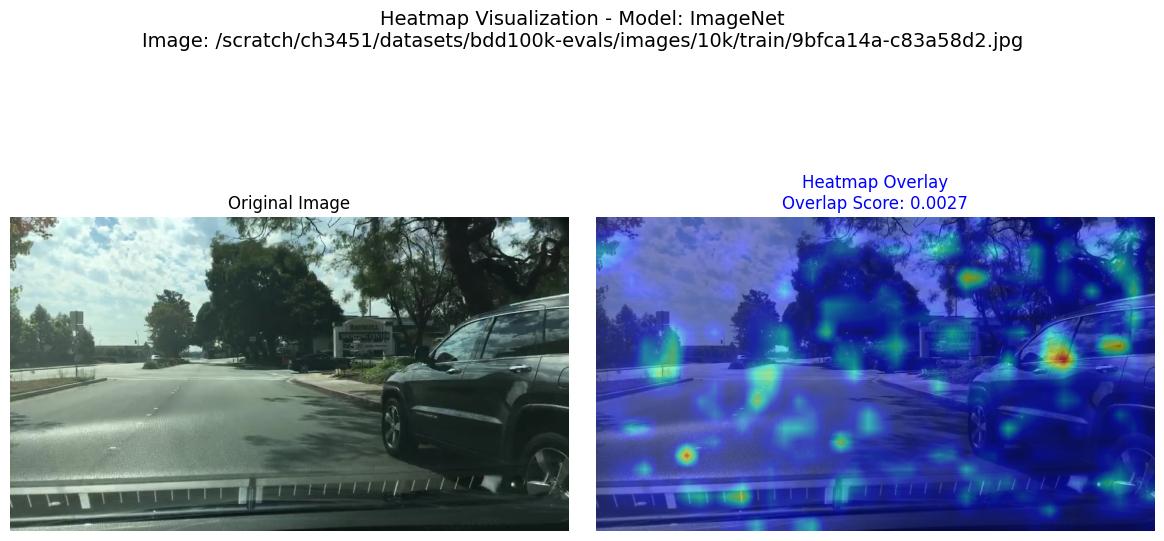 Heatmap Visualization - Model: ImageNet
Image: /scratch/ch3451/datasets/bdd100k-evals/images/10k/train/9bfca14a-c83a58d2.jpg
Original Image
Heatmap Overlay
Overlap Score: 0.0027